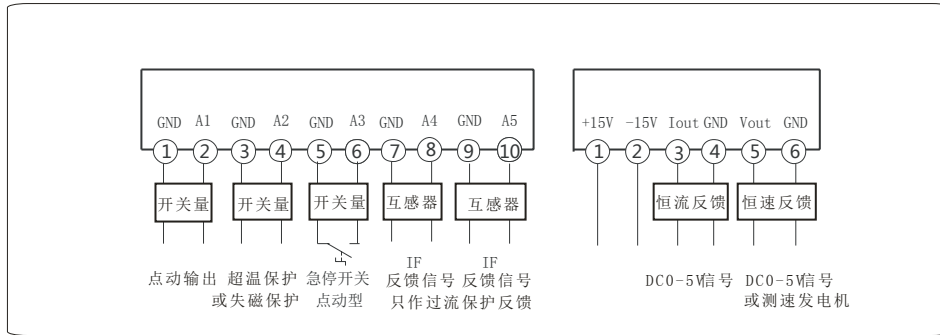 GND A1 GND A2 GND A3 GND A4 GND A5
1 2 3 4 5 6 7 8 9 10
开关量 开关量 开关量 互感器 互感器
点动输出 超温保护 急停开关 IF IF
或失磁保护 点动型 反馈信号 反馈信号
只作过流保护反馈
+15V -15V Iout GND Vout GND
1 2 3 4 5 6
恒流反馈 恒速反馈
DC0-5V信号 DC0-5V信号
或测速发电机